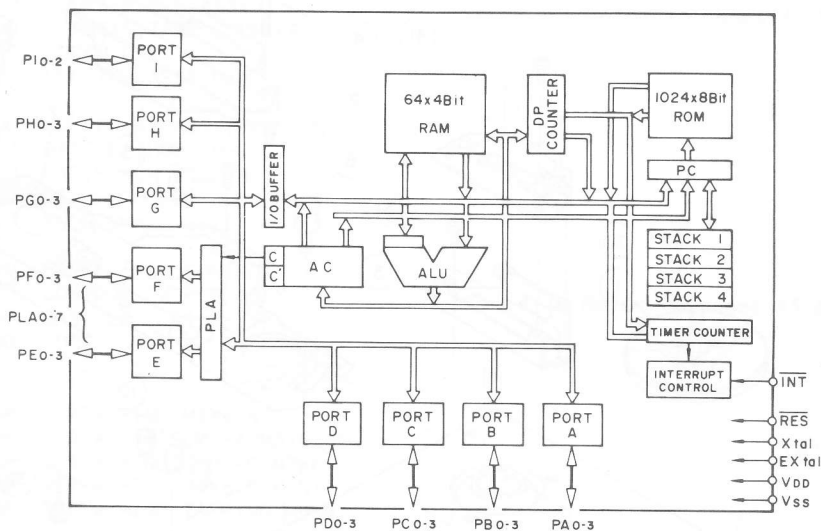 PI0-2
PORT
I
PH0-3
PORT
H
PG0-3
PORT
G
PF0-3
PORT
F
PLA0-7
PE0-3
PORT
E
PLA
I/O BUFFER
C
C'
AC
64x4Bit
RAM
ALU
DP
COUNTER
1024x8Bit
ROM
PC
STACK 1
STACK 2
STACK 3
STACK 4
TIMER COUNTER
INTERRUPT
CONTROL
INT
RES
Xtal
EXtal
VDD
VSS
PORT
D
PORT
C
PORT
B
PORT
A
PD0-3
PC0-3
PB0-3
PA0-3